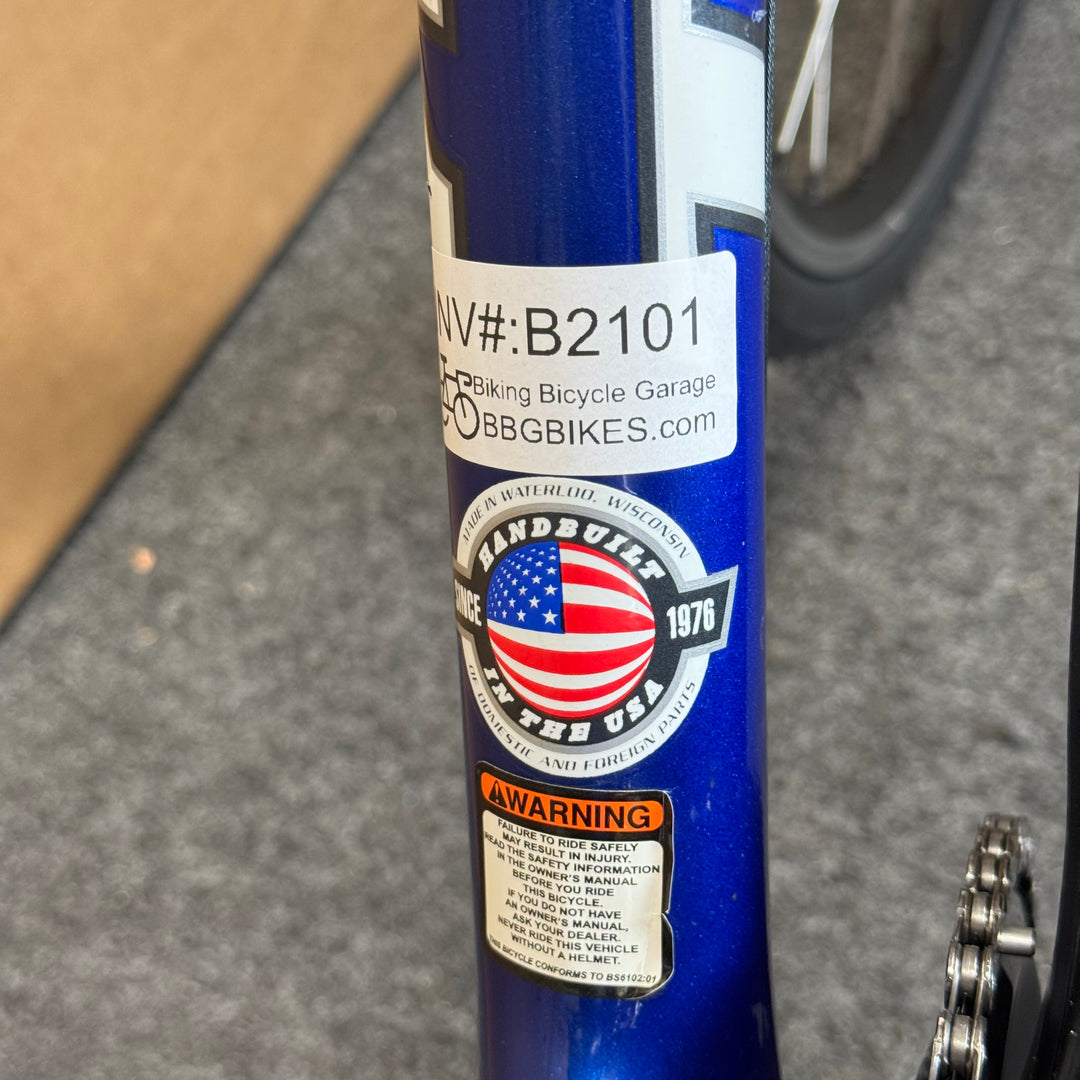 NV#:B2101
Biking Bicycle Garage
BBGBIKES.com
MADE IN WATERLOO, WISCONSIN
HANDBUILT
SINCE 1976
IN THE USA
OF DOMESTIC AND FOREIGN PARTS
WARNING
FAILURE TO RIDE SAFELY
MAY RESULT IN INJURY.
READ THE SAFETY INFORMATION
IN THE OWNER'S MANUAL
BEFORE YOU RIDE
THIS BICYCLE.
IF YOU DO NOT HAVE
AN OWNER'S MANUAL,
ASK YOUR DEALER.
NEVER RIDE THIS VEHICLE
WITHOUT A HELMET.
THIS BICYCLE CONFORMS TO BS6102:01